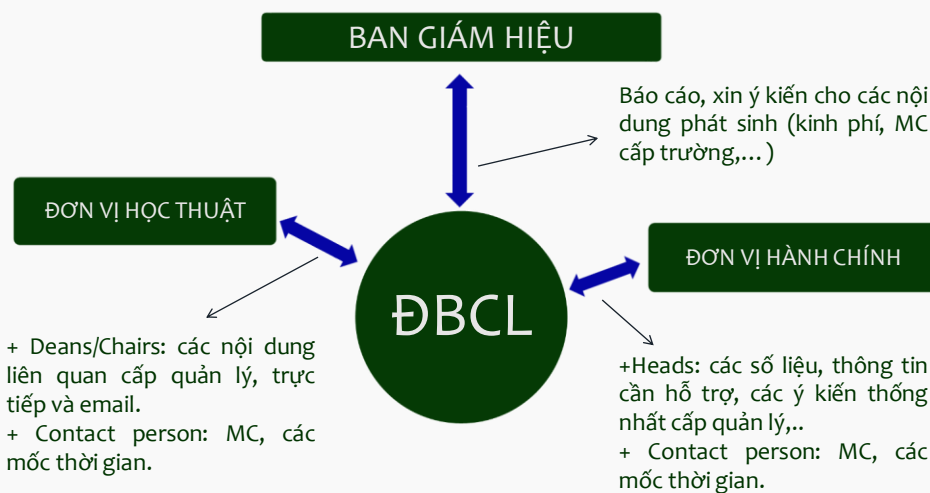 BAN GIÁM HIỆU
Báo cáo, xin ý kiến cho các nội
dung phát sinh (kinh phí, MC
cấp trường,... )
ĐƠN VỊ HỌC THUẬT
ĐƠN VỊ HÀNH CHÍNH
ĐBCL
+ Deans/Chairs: các nội dung
liên quan cấp quản lý, trực
tiếp và email.
+ Contact person: MC, các
mốc thời gian.
+Heads: các số liệu, thông tin
cần hỗ trợ, các ý kiến thống
nhất cấp quản lý,..
+ Contact person: MC, các
mốc thời gian.